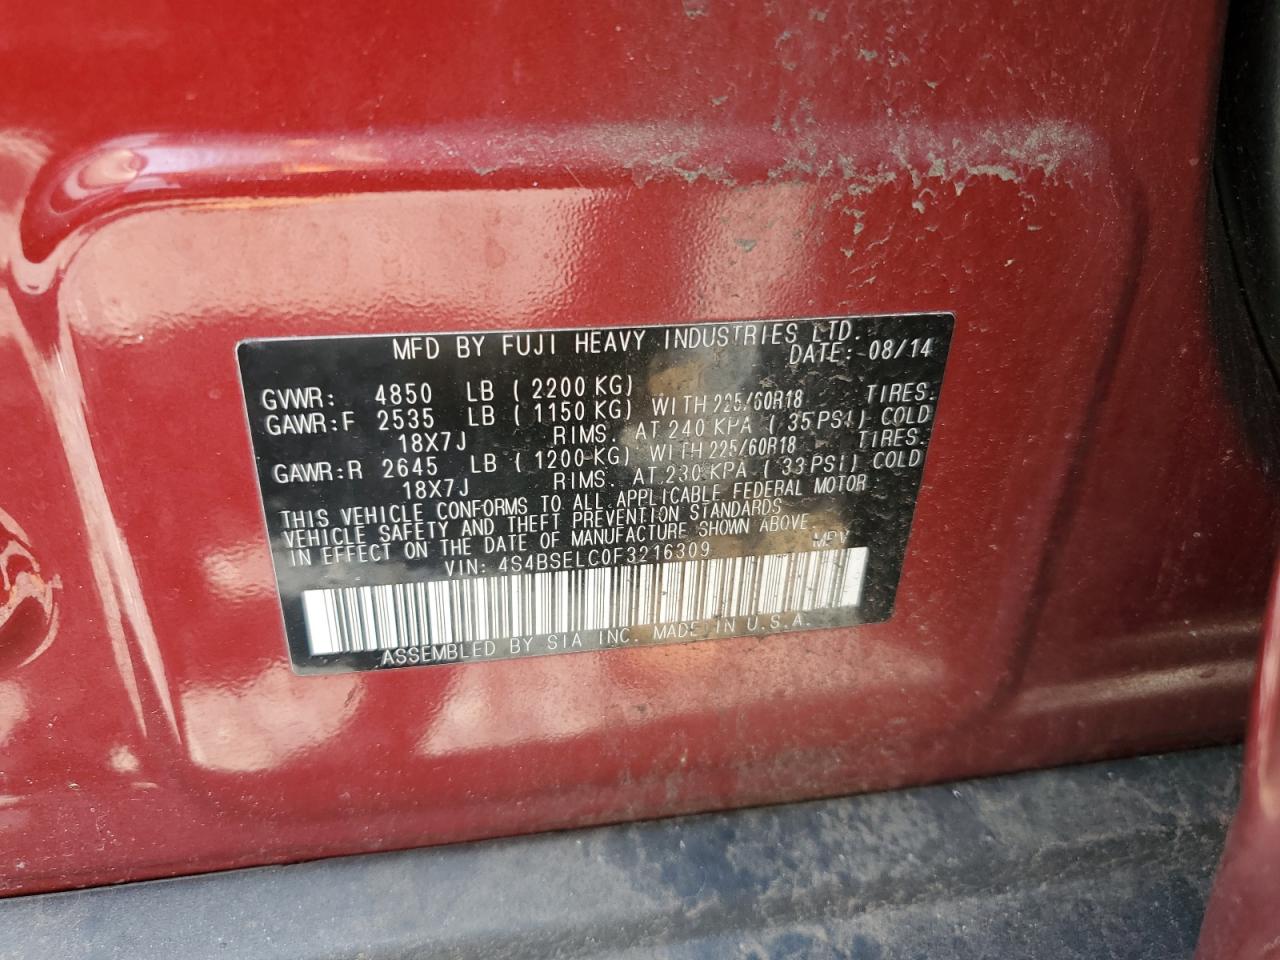 MFD BY FUJI HEAVY INDUSTRIES LTD.
DATE: 08/14
GVWR: 4850 LB ( 2200 KG)
GAWR:F 2535 LB ( 1150 KG) WITH 225/60R18 TIRES.
18X7J RIMS. AT 240 KPA ( 35 PSI) COLD
GAWR:R 2645 LB ( 1200 KG) WITH 225/60R18 TIRES.
18X7J RIMS. AT 230 KPA ( 33 PSI) COLD
THIS VEHICLE CONFORMS TO ALL APPLICABLE FEDERAL MOTOR
VEHICLE SAFETY AND THEFT PREVENTION STANDARDS
IN EFFECT ON THE DATE OF MANUFACTURE SHOWN ABOVE.
VIN: 4S4BSELC0F3216309 MPV
ASSEMBLED BY SIA INC. MADE IN U.S.A.